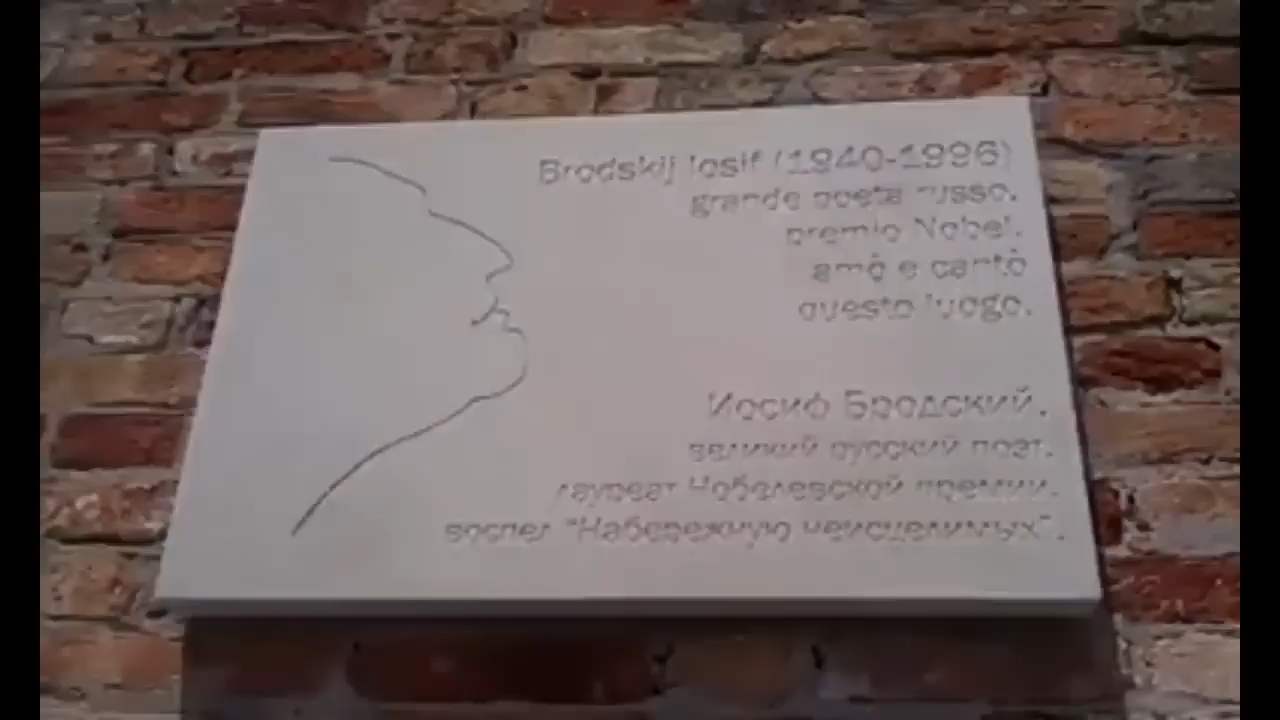 Brodskij Iosif (1940-1996)
grande poeta russo,
premio Nobel,
amò e cantò
questo luogo.
Иосиф Бродский,
великий русский поэт,
лауреат Нобелевской премии,
воспел "Набережную неисцелимых".